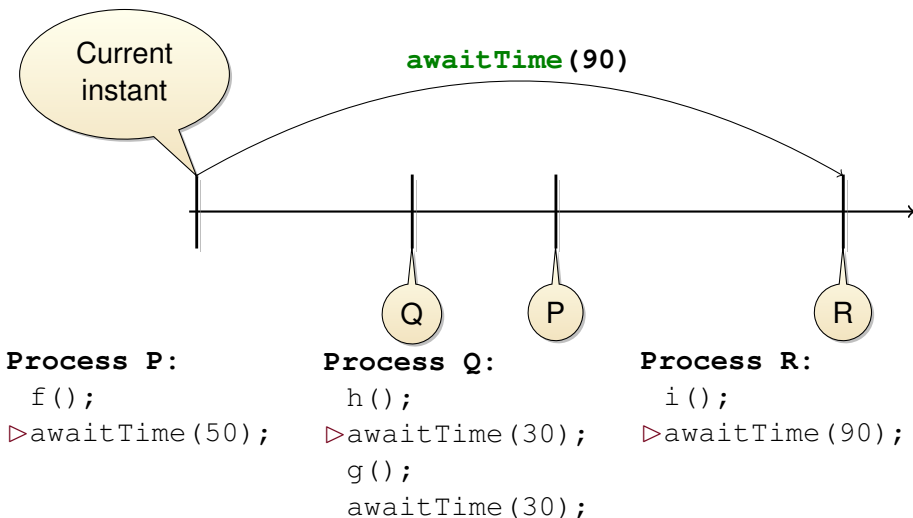 Current
instant
awaitTime(90)
Q
P
R
Process P:
f();
▷awaitTime(50);
Process Q:
h();
▷awaitTime(30);
g();
awaitTime(30);
Process R:
i();
▷awaitTime(90);